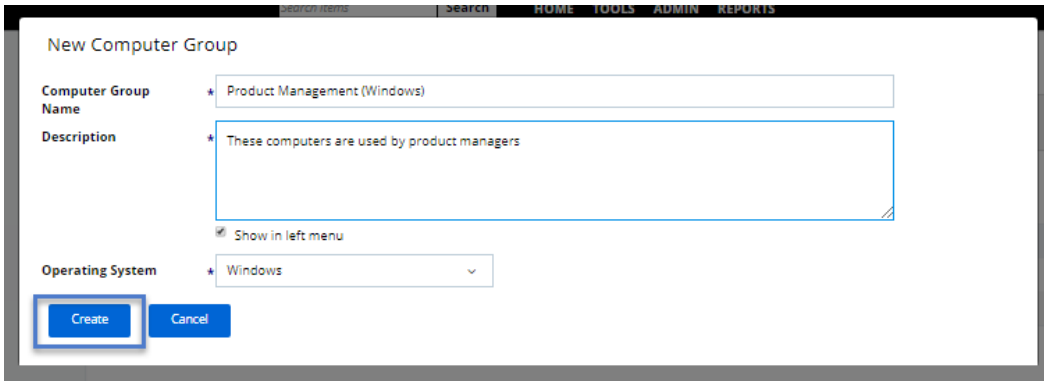 Search Items Search HOME TOOLS ADMIN REPORTS
New Computer Group
Computer Group
Name
* Product Management (Windows)
Description * These computers are used by product managers
Show in left menu
Operating System * Windows
Create Cancel